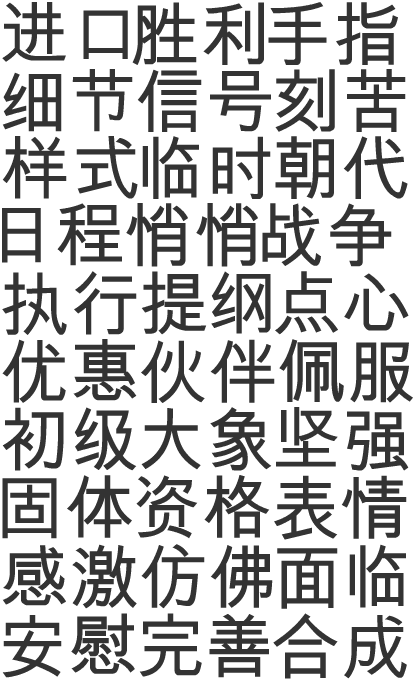 进口胜利手指
细节信号刻苦
样式临时朝代
日程悄悄战争
执行提纲点心
优惠伙伴佩服
初级大象坚强
固体资格表情
感激仿佛面临
安慰完善合成